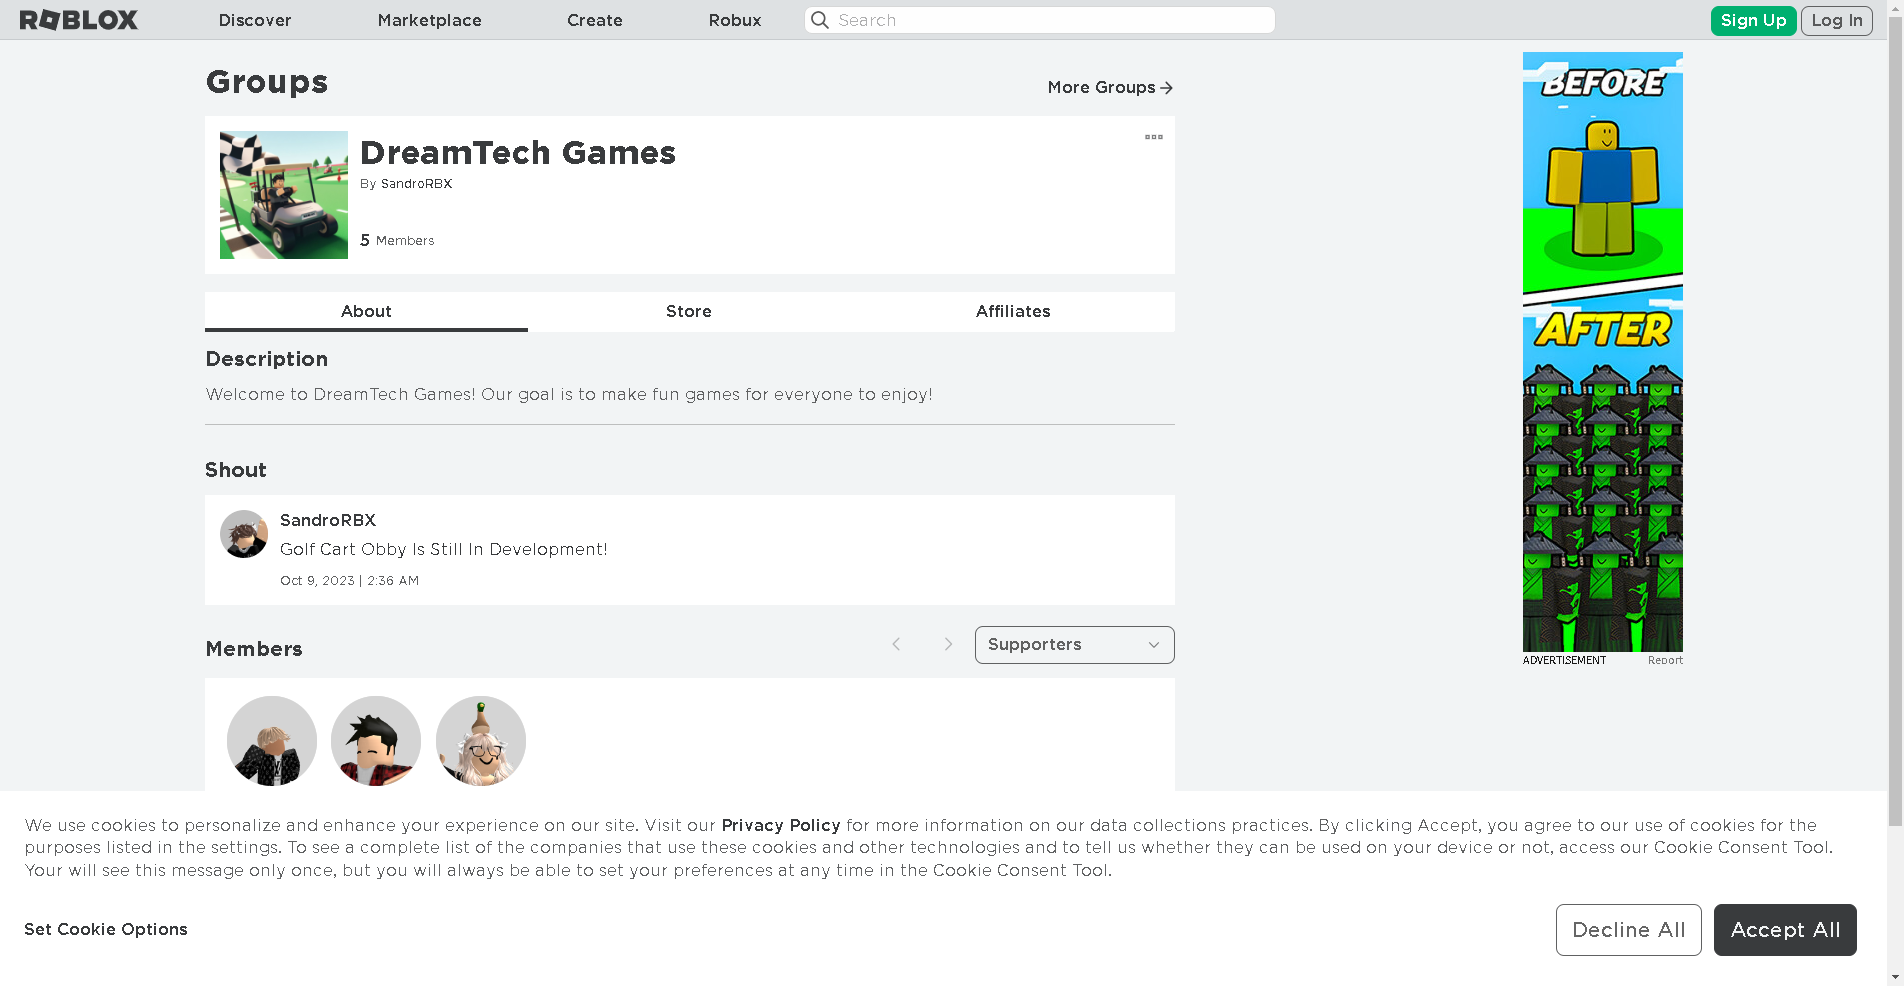 ROBLOX Discover Marketplace Create Robux Search Sign Up Log In
Groups
More Groups
DreamTech Games
By SandroRBX
5 Members
About Store Affiliates
Description
Welcome to DreamTech Games! Our goal is to make fun games for everyone to enjoy!
Shout
SandroRBX
Golf Cart Obby Is Still In Development!
Oct 9, 2023 | 2:36 AM
Members
Supporters
BEFORE
AFTER
ADVERTISEMENT Report
We use cookies to personalize and enhance your experience on our site. Visit our Privacy Policy for more information on our data collections practices. By clicking Accept, you agree to our use of cookies for the
purposes listed in the settings. To see a complete list of the companies that use these cookies and other technologies and to tell us whether they can be used on your device or not, access our Cookie Consent Tool.
Your will see this message only once, but you will always be able to set your preferences at any time in the Cookie Consent Tool.
Set Cookie Options
Decline All Accept All